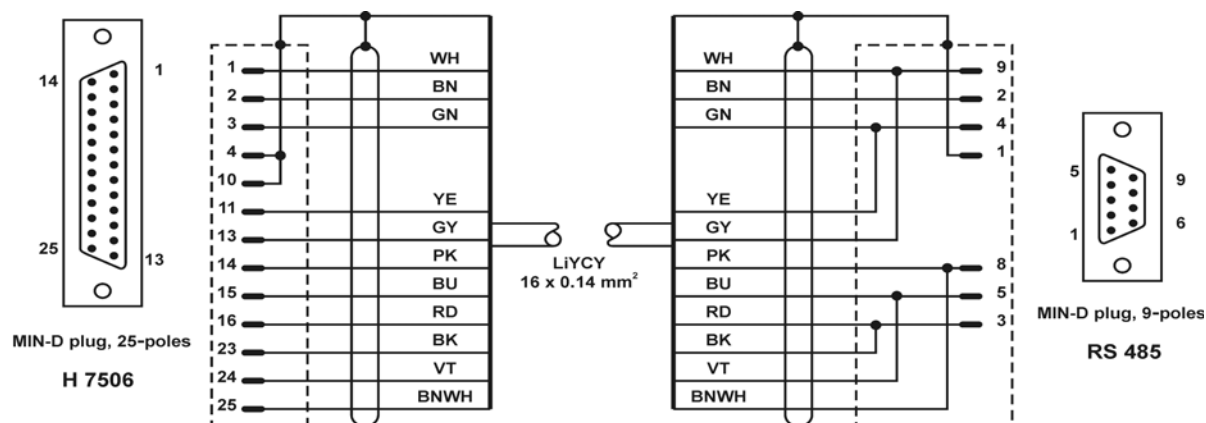 14
1
25
13
MIN-D plug, 25-poles
H 7506
1
2
3
4
10
11
13
14
15
16
23
24
25
WH
BN
GN
YE
GY
PK
BU
RD
BK
VT
BNWH
LiYCY
16 x 0.14 mm²
WH
BN
GN
YE
GY
PK
BU
RD
BK
VT
BNWH
9
2
4
1
8
5
3
5
9
1
6
MIN-D plug, 9-poles
RS 485